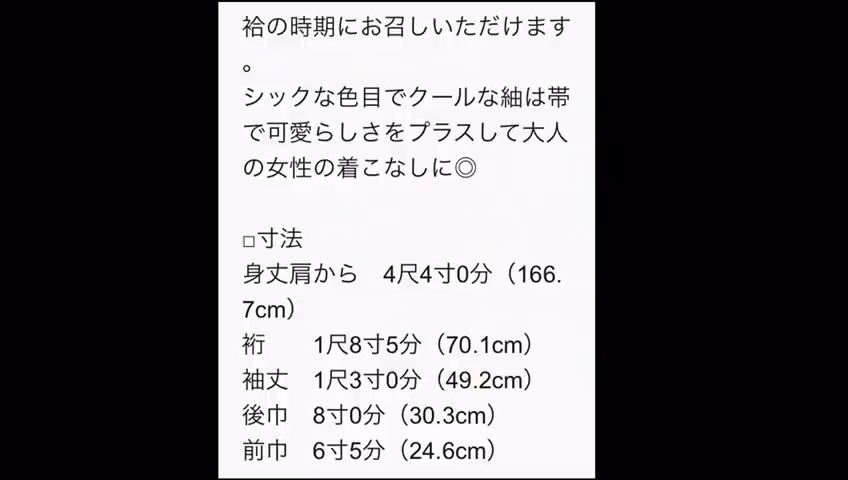 袷の時期にお召しいただけます
。
シックな色目でクールな紬は帯
で可愛らしさをプラスして大人
の女性の着こなしに◎
□寸法
身丈肩から　4尺4寸0分（166.
7cm）
裄　　1尺8寸5分（70.1cm）
袖丈　1尺3寸0分（49.2cm）
後巾　8寸0分（30.3cm）
前巾　6寸5分（24.6cm）